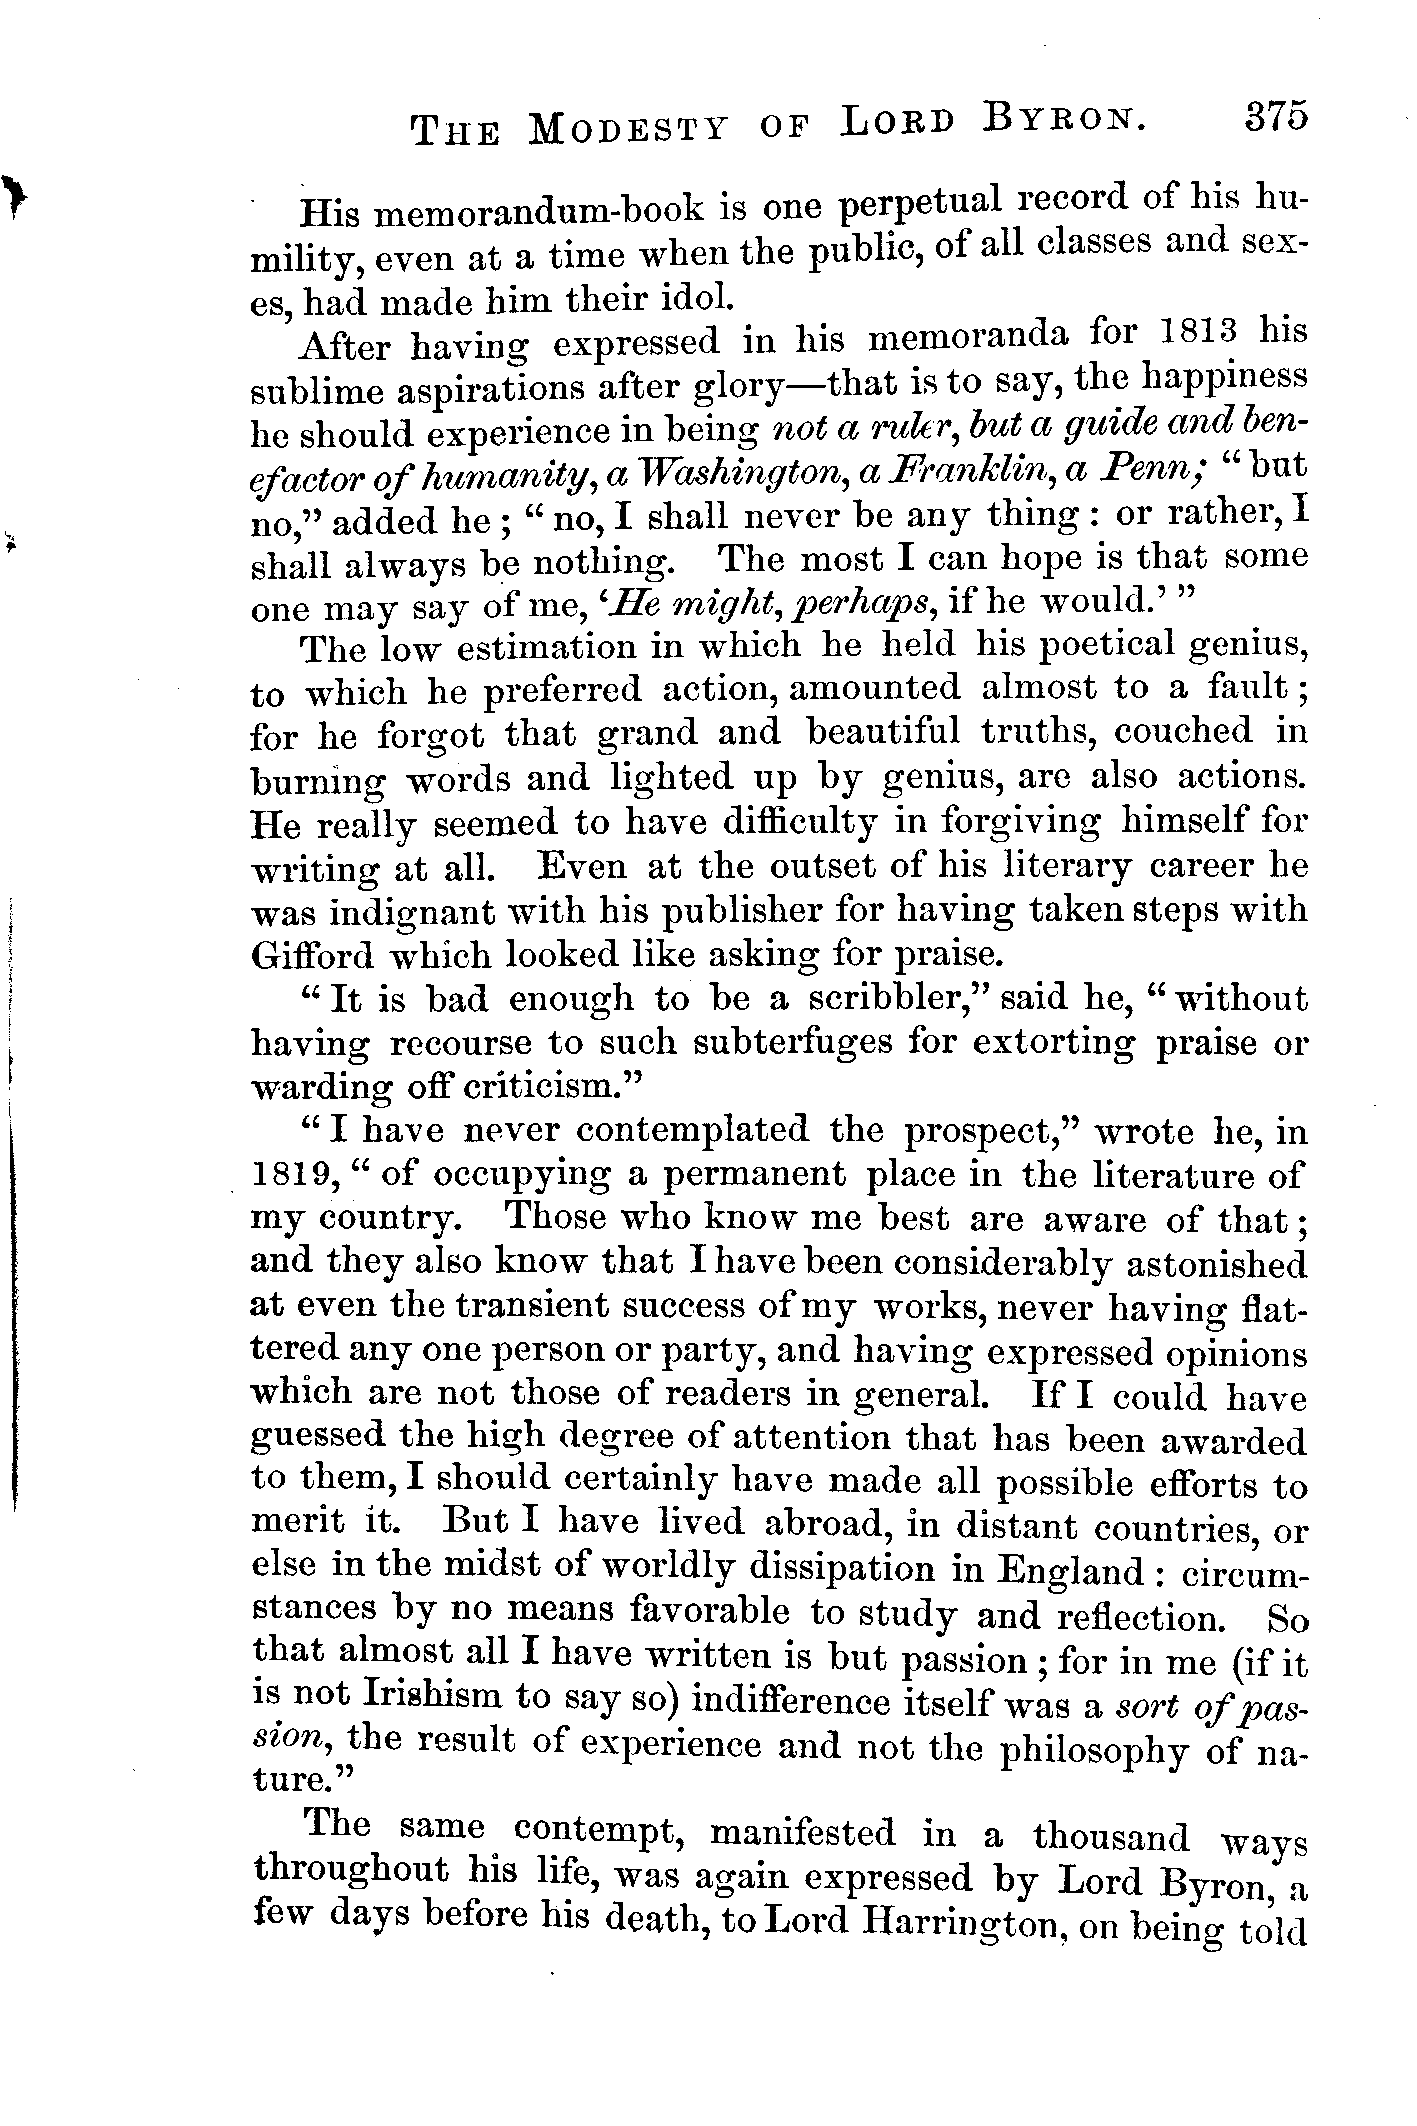 THE MODESTY OF LORD BYRON. 375
His memorandum-book is one perpetual record of his hu-
mility, even at a time when the public, of all classes and sex-
es, had made him their idol.
After having expressed in his memoranda for 1813 his
sublime aspirations after glory—that is to say, the happiness
he should experience in being not a ruler, but a guide and ben-
efactor of humanity, a Washington, a Franklin, a Penn; "but
no," added he; "no, I shall never be any thing: or rather, I
shall always be nothing. The most I can hope is that some
one may say of me, 'He might, perhaps, if he would.'"
The low estimation in which he held his poetical genius,
to which he preferred action, amounted almost to a fault;
for he forgot that grand and beautiful truths, couched in
burning words and lighted up by genius, are also actions.
He really seemed to have difficulty in forgiving himself for
writing at all. Even at the outset of his literary career he
was indignant with his publisher for having taken steps with
Gifford which looked like asking for praise.
"It is bad enough to be a scribbler," said he, "without
having recourse to such subterfuges for extorting praise or
warding off criticism."
"I have never contemplated the prospect," wrote he, in
1819, "of occupying a permanent place in the literature of
my country. Those who know me best are aware of that;
and they also know that I have been considerably astonished
at even the transient success of my works, never having flat-
tered any one person or party, and having expressed opinions
which are not those of readers in general. If I could have
guessed the high degree of attention that has been awarded
to them, I should certainly have made all possible efforts to
merit it. But I have lived abroad, in distant countries, or
else in the midst of worldly dissipation in England: circum-
stances by no means favorable to study and reflection. So
that almost all I have written is but passion; for in me (if it
is not Irishism to say so) indifference itself was a sort of pas-
sion, the result of experience and not the philosophy of na-
ture."
The same contempt, manifested in a thousand ways
throughout his life, was again expressed by Lord Byron, a
few days before his death, to Lord Harrington, on being told